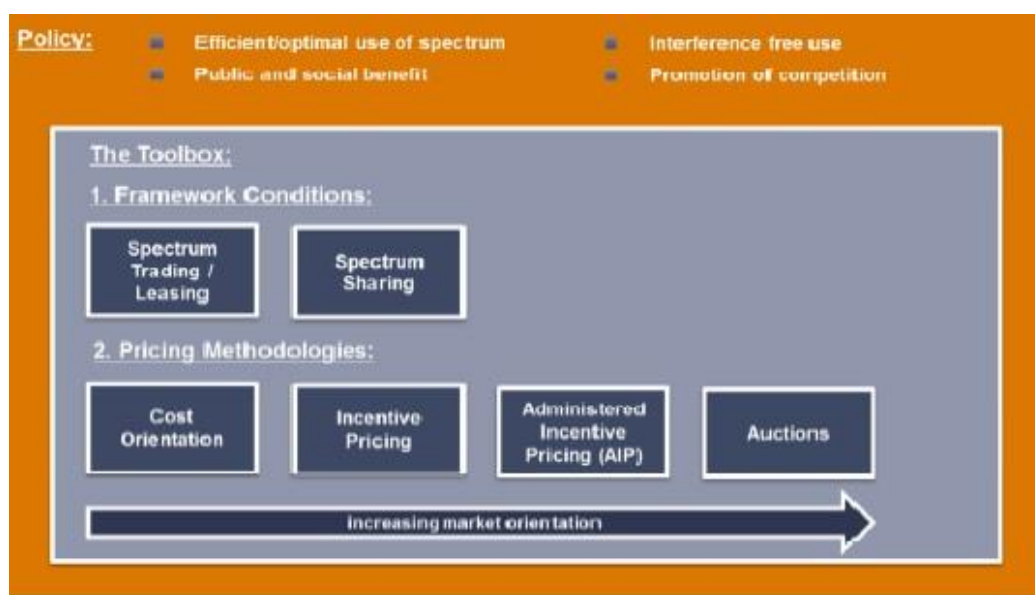 Policy:
Efficient/optimal use of spectrum
Interference free use
Public and social benefit
Promotion of competition
The Toolbox:
1. Framework Conditions:
Spectrum
Trading /
Leasing
Spectrum
Sharing
2. Pricing Methodologies:
Cost
Orientation
Incentive
Pricing
Administered
Incentive
Pricing (AIP)
Auctions
increasing market orientation